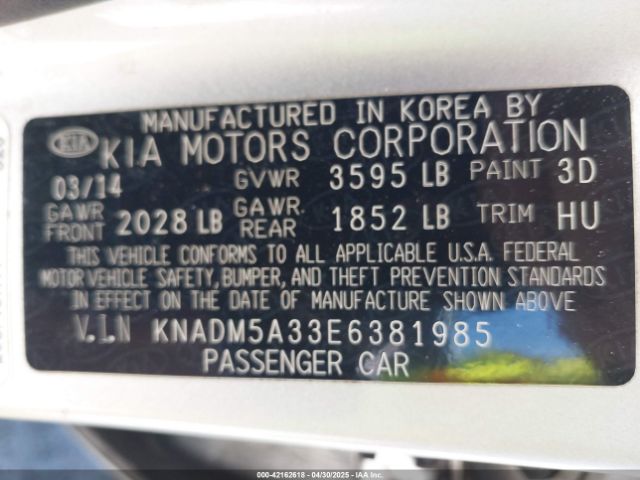 MANUFACTURED IN KOREA BY
KIA KIA MOTORS CORPORATION
03/14 GVWR 3595 LB PAINT 3D
GAWR FRONT 2028 LB GAWR REAR 1852 LB TRIM HU
THIS VEHICLE CONFORMS TO ALL APPLICABLE U.S.A. FEDERAL
MOTOR VEHICLE SAFETY, BUMPER, AND THEFT PREVENTION STANDARDS
IN EFFECT ON THE DATE OF MANUFACTURE SHOWN ABOVE
V.I.N KNADM5A33E6381985
PASSENGER CAR
000-42162618 - 04/30/2025 - IAAI.COM